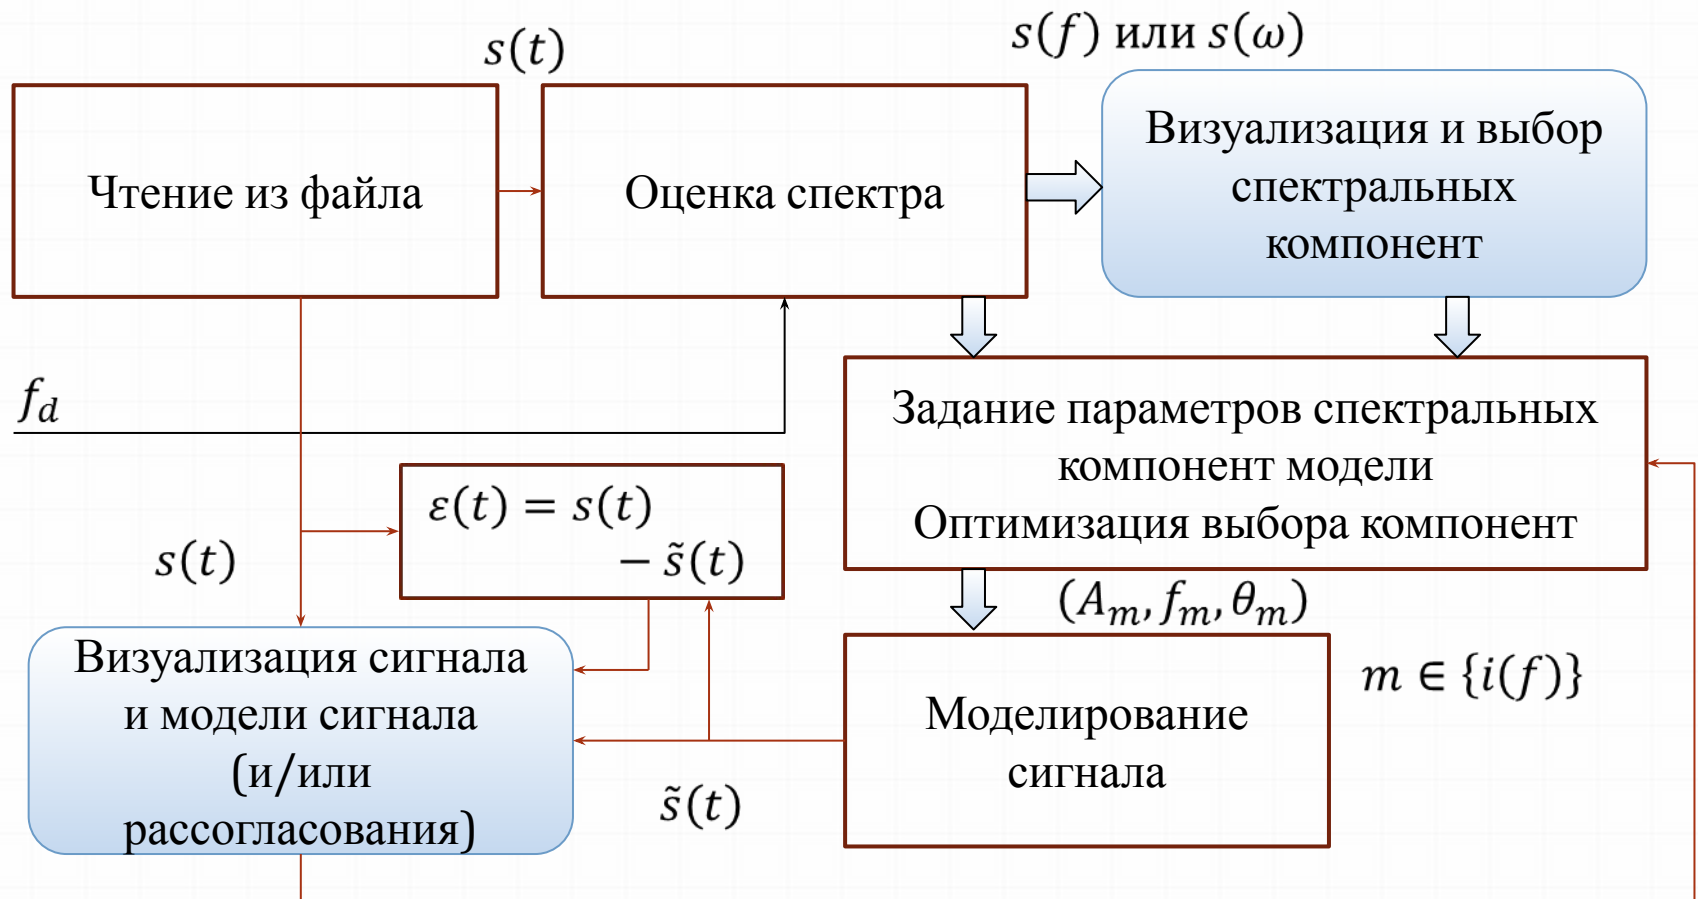 s(t)
s(f) или s(ω)
Чтение из файла
Оценка спектра
Визуализация и выбор
спектральных
компонент
f_d
Задание параметров спектральных
компонент модели
Оптимизация выбора компонент
ε(t) = s(t)
− s̃(t)
s(t)
(A_m, f_m, θ_m)
Визуализация сигнала
и модели сигнала
(и/или
рассогласования)
Моделирование
сигнала
m ∈ {i(f)}
s̃(t)